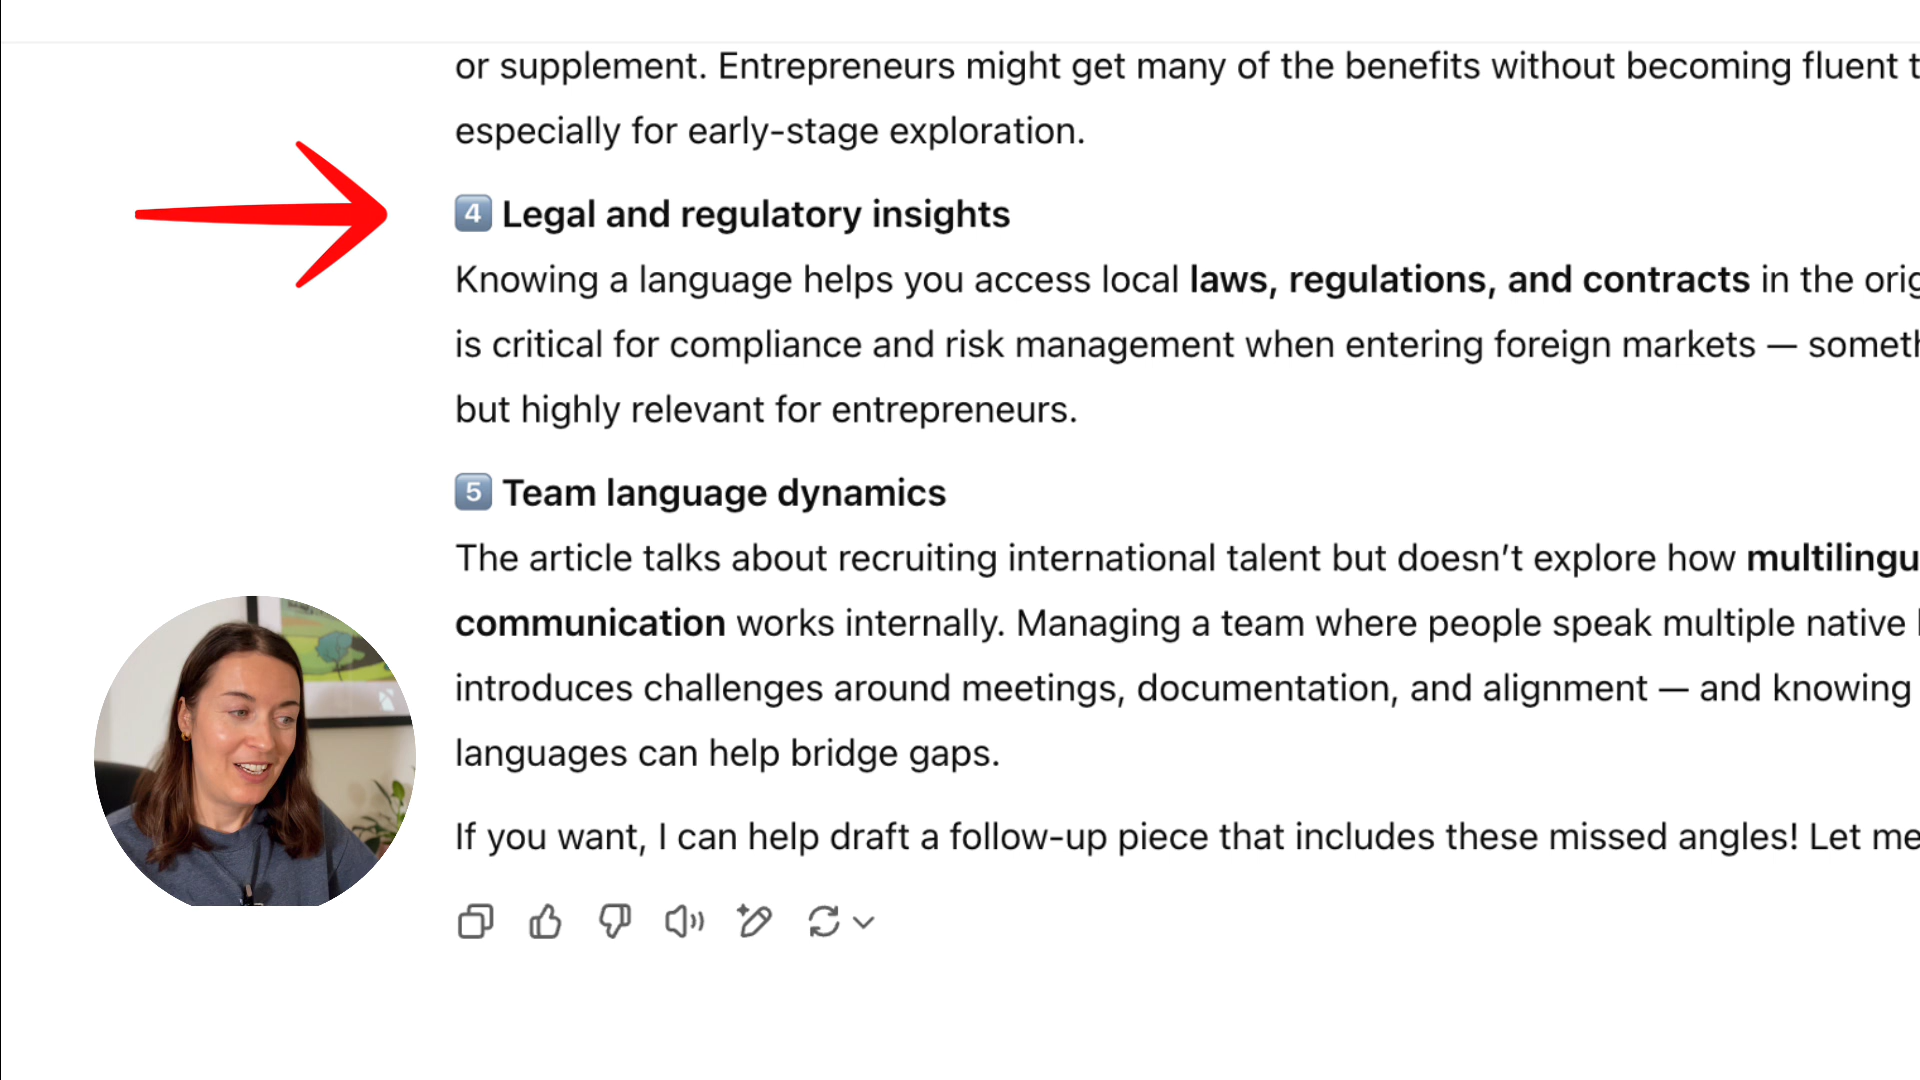 or supplement. Entrepreneurs might get many of the benefits without becoming fluent
especially for early-stage exploration.
4 Legal and regulatory insights
Knowing a language helps you access local laws, regulations, and contracts in the
is critical for compliance and risk management when entering foreign markets —
but highly relevant for entrepreneurs.
5 Team language dynamics
The article talks about recruiting international talent but doesn’t explore how
communication works internally. Managing a team where people speak multiple native
introduces challenges around meetings, documentation, and alignment — and knowing
languages can help bridge gaps.
If you want, I can help draft a follow-up piece that includes these missed angles! Let me